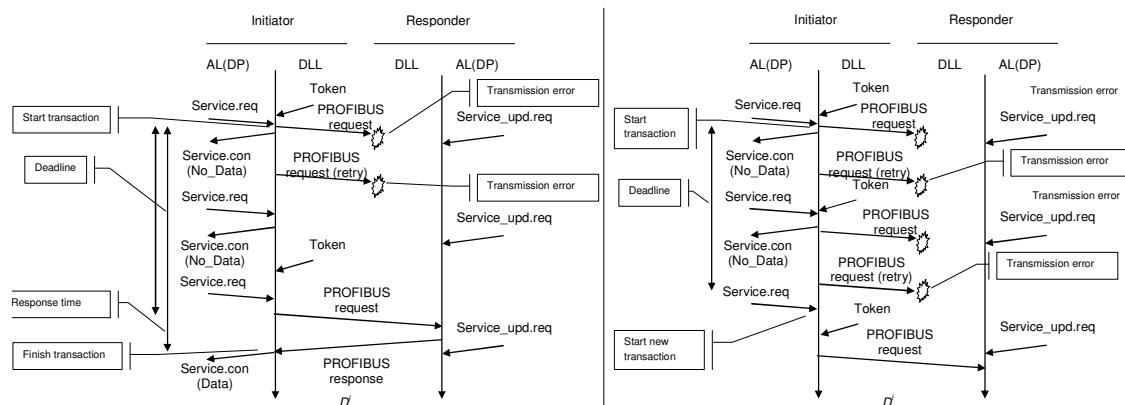 Initiator
Responder
AL(DP)
DLL
DLL
AL(DP)
Token
Transmission error
Service.req
PROFIBUS
request
Service_upd.req
Start transaction
Service.con
(No_Data)
PROFIBUS
request (retry)
Deadline
Transmission error
Service.req
Service_upd.req
Service.con
(No_Data)
Token
Service.req
Response time
PROFIBUS
request
Service_upd.req
Finish transaction
Service.con
(Data)
PROFIBUS
response
Dⁱ
Initiator
Responder
AL(DP)
DLL
DLL
AL(DP)
Token
Transmission error
Service.req
PROFIBUS
request
Service_upd.req
Start
transaction
Service.con
(No_Data)
PROFIBUS
request (retry)
Transmission error
Token
Deadline
Transmission error
Service.req
PROFIBUS
request
Service_upd.req
Service.con
(No_Data)
PROFIBUS
request (retry)
Transmission error
Service.req
Token
Start new
transaction
PROFIBUS
request
Service_upd.req
Dⁱ